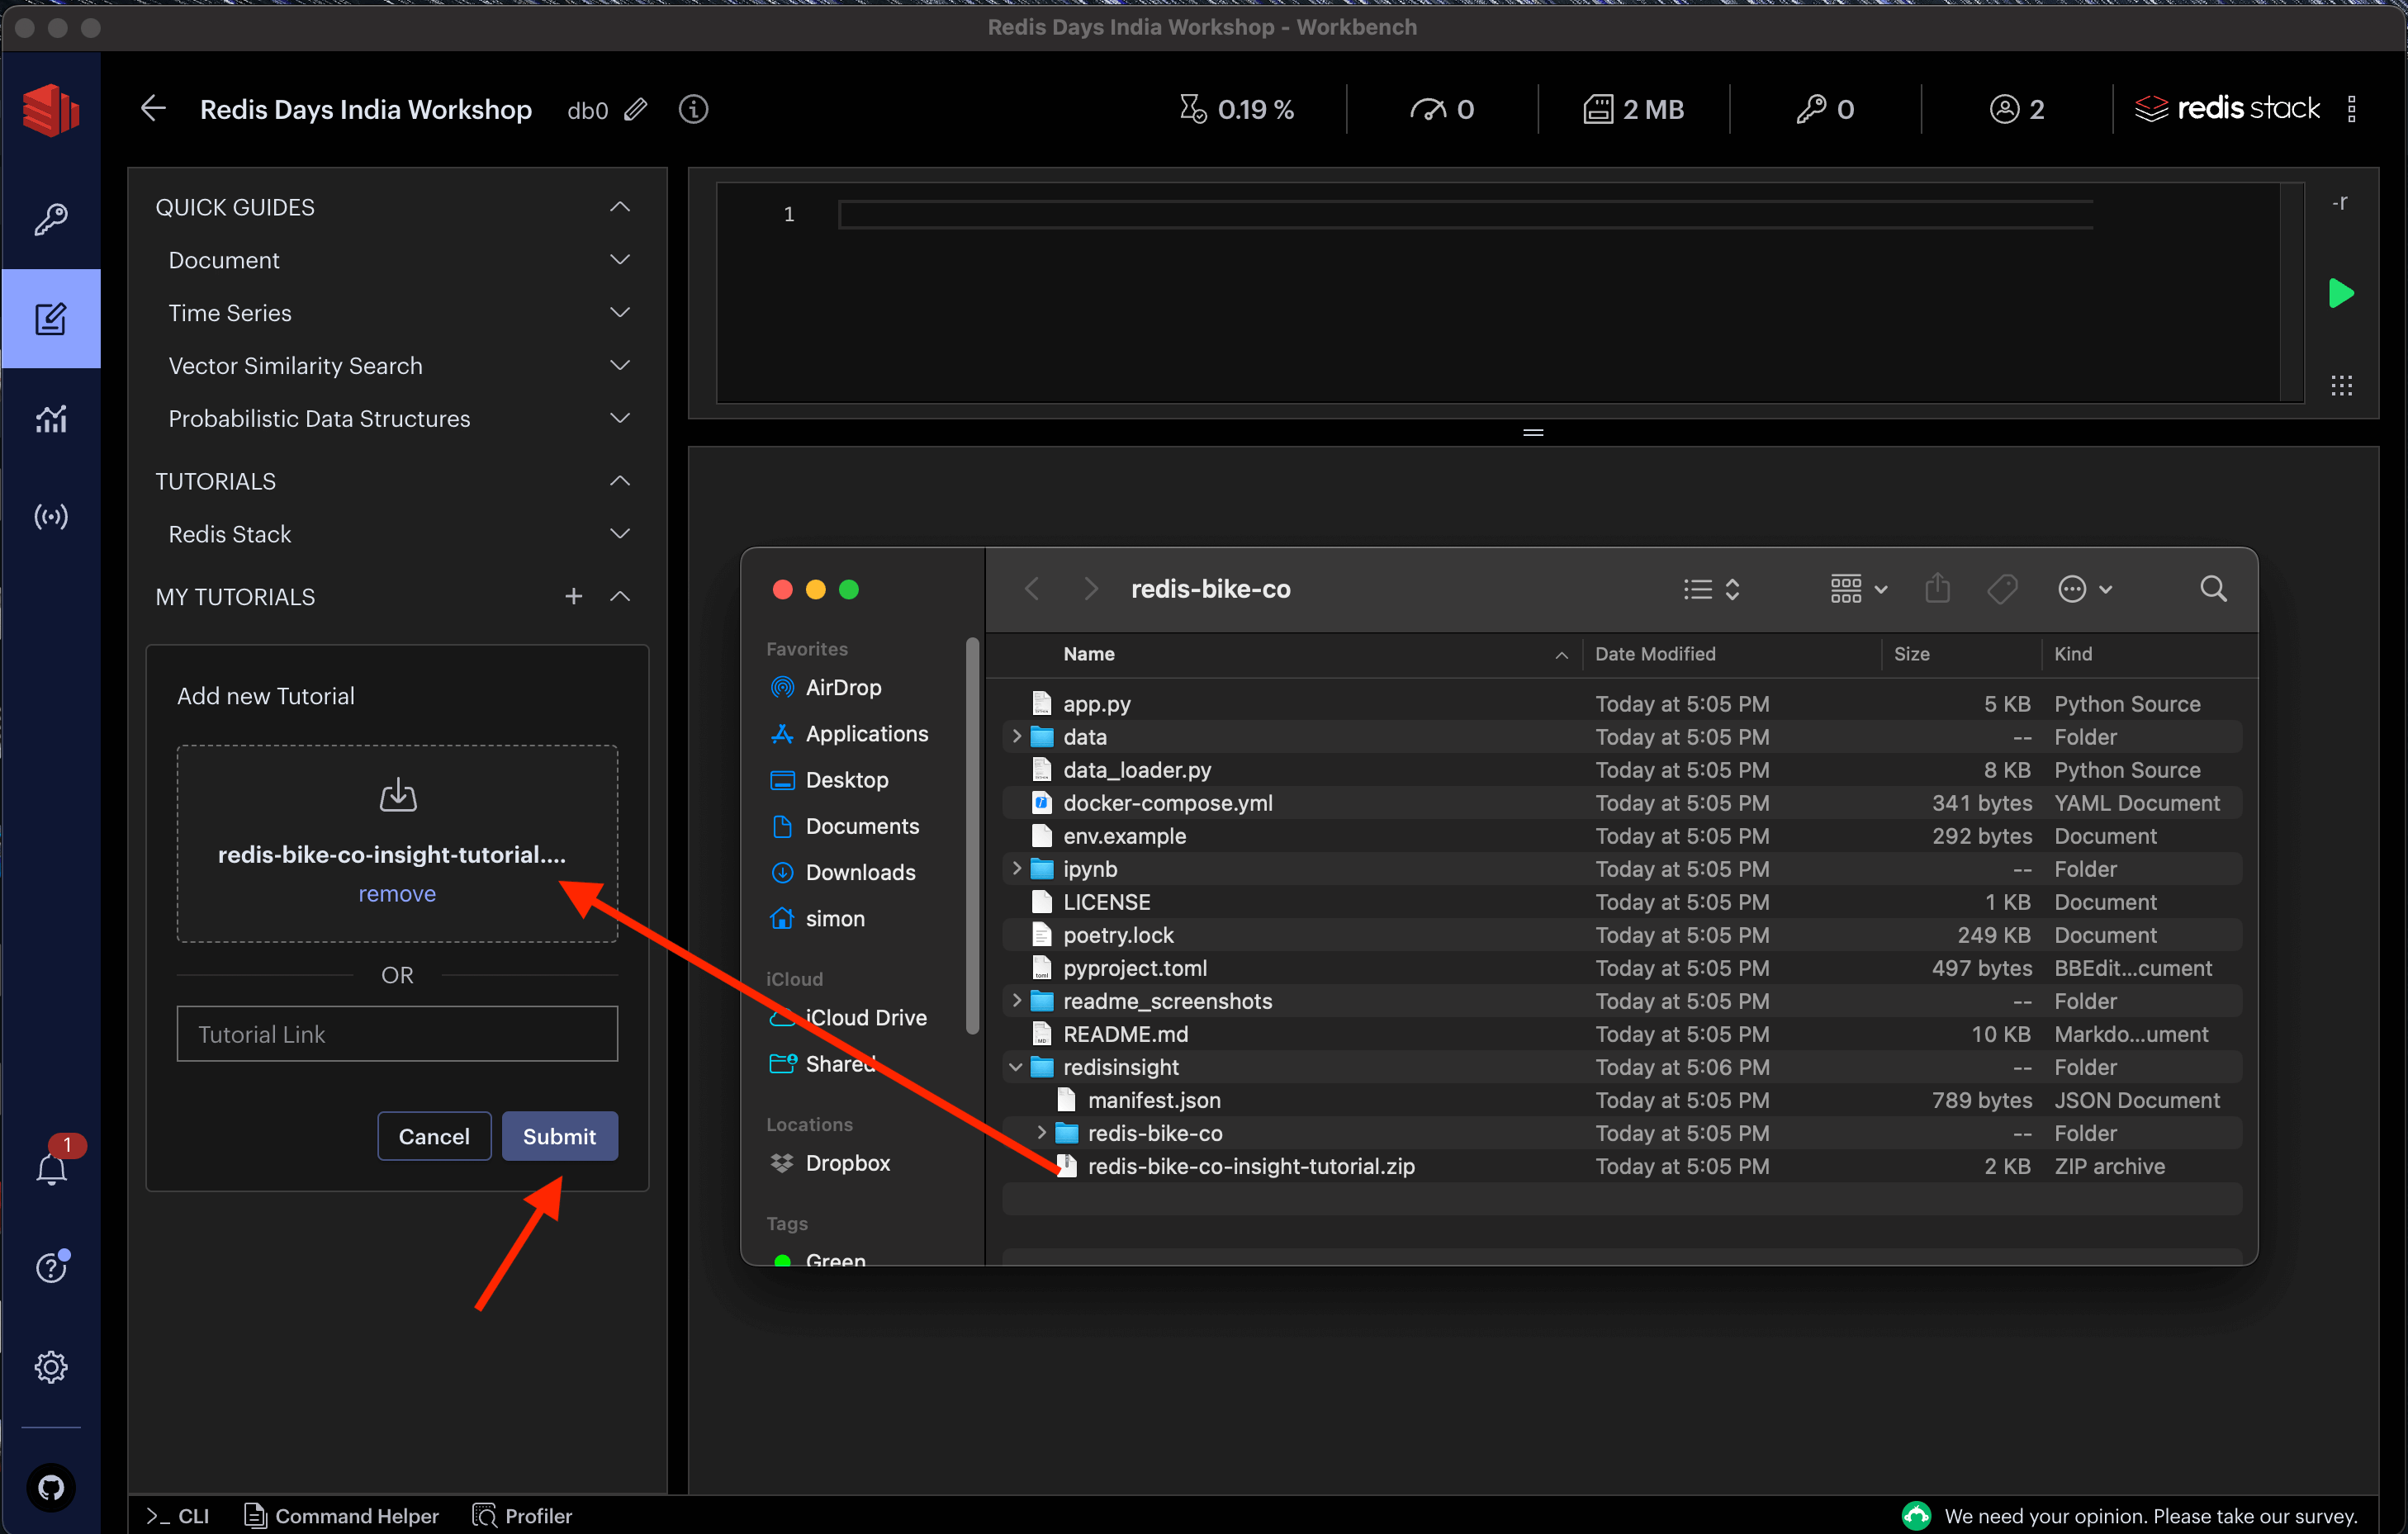 Redis Days India Workshop - Workbench
Redis Days India Workshop db0 0.19 % 0 2 MB 0 2 redis stack
QUICK GUIDES
Document
Time Series
Vector Similarity Search
Probabilistic Data Structures
TUTORIALS
Redis Stack
MY TUTORIALS +
Add new Tutorial
redis-bike-co-insight-tutorial....
remove
OR
Tutorial Link
Cancel Submit
1 -r
redis-bike-co
Favorites
AirDrop
Applications
Desktop
Documents
Downloads
simon
iCloud
iCloud Drive
Shared
Locations
Dropbox
Tags
Green
Name Date Modified Size Kind
app.py Today at 5:05 PM 5 KB Python Source
data Today at 5:05 PM -- Folder
data_loader.py Today at 5:05 PM 8 KB Python Source
docker-compose.yml Today at 5:05 PM 341 bytes YAML Document
env.example Today at 5:05 PM 292 bytes Document
ipynb Today at 5:05 PM -- Folder
LICENSE Today at 5:05 PM 1 KB Document
poetry.lock Today at 5:05 PM 249 KB Document
pyproject.toml Today at 5:05 PM 497 bytes BBEdit...cument
readme_screenshots Today at 5:05 PM -- Folder
README.md Today at 5:05 PM 10 KB Markdo...ument
redisinsight Today at 5:06 PM -- Folder
manifest.json Today at 5:05 PM 789 bytes JSON Document
redis-bike-co Today at 5:05 PM -- Folder
redis-bike-co-insight-tutorial.zip Today at 5:05 PM 2 KB ZIP archive
1
>_ CLI Command Helper Profiler
We need your opinion. Please take our survey.